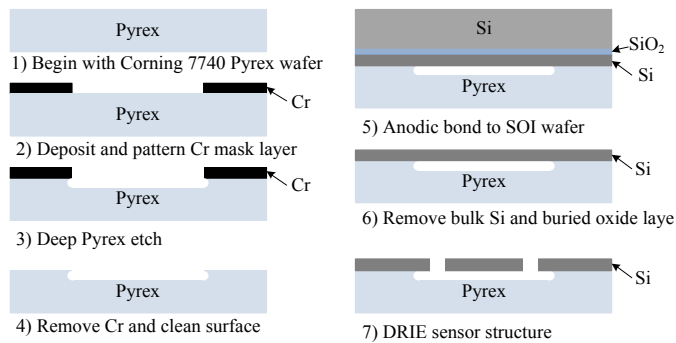 Pyrex
1) Begin with Corning 7740 Pyrex wafer
Cr
Pyrex
2) Deposit and pattern Cr mask layer
Cr
Pyrex
3) Deep Pyrex etch
Pyrex
4) Remove Cr and clean surface
Si
SiO2
Si
Pyrex
5) Anodic bond to SOI wafer
Si
Pyrex
6) Remove bulk Si and buried oxide laye
Si
Pyrex
7) DRIE sensor structure